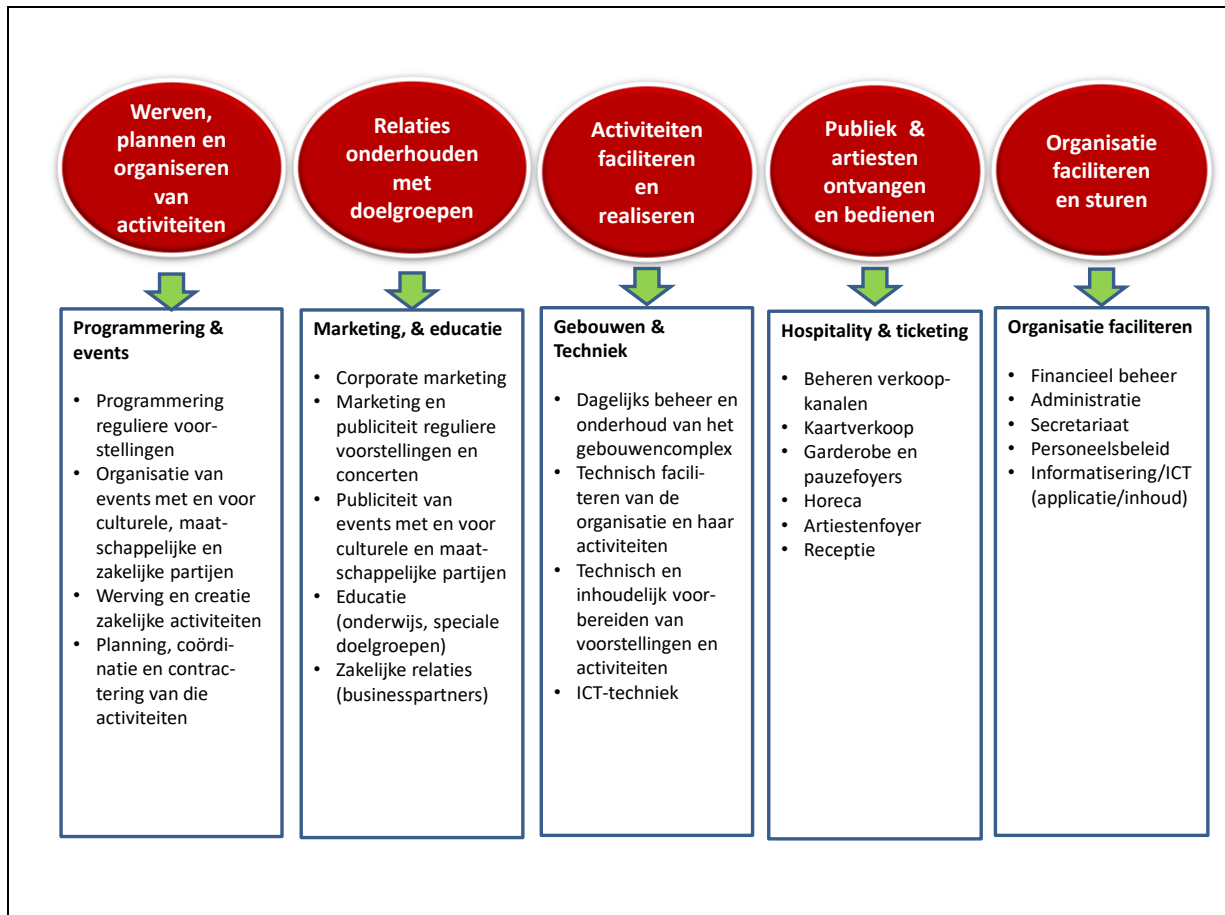 Werven,
plannen en
organiseren
van
activiteiten
Relaties
onderhouden
met
doelgroepen
Activiteiten
faciliteren
en
realiseren
Publiek & 
artiesten
ontvangen
en bedienen
Organisatie
faciliteren
en sturen
Programmering &
events
• Programmering
reguliere voor-
stellingen
• Organisatie van
events met en voor
culturele, maat-
schappelijke en
zakelijke partijen
• Werving en creatie
zakelijke activiteiten
• Planning, coördi-
natie en contrac-
tering van die
activiteiten
Marketing, & educatie
• Corporate marketing
• Marketing en
publiciteit reguliere
voorstellingen en
concerten
• Publiciteit van
events met en voor
culturele en maat-
schappelijke partijen
• Educatie
(onderwijs, speciale
doelgroepen)
• Zakelijke relaties
(businesspartners)
Gebouwen &
Techniek
• Dagelijks beheer en
onderhoud van het
gebouwencomplex
• Technisch facili-
teren van de
organisatie en haar
activiteiten
• Technisch en
inhoudelijk voor-
bereiden van
voorstellingen en
activiteiten
• ICT-techniek
Hospitality & ticketing
• Beheren verkoop-
kanalen
• Kaartverkoop
• Garderobe en
pauzefoyers
• Horeca
• Artiestenfoyer
• Receptie
Organisatie faciliteren
• Financieel beheer
• Administratie
• Secretariaat
• Personeelsbeleid
• Informatisering/ICT
(applicatie/inhoud)